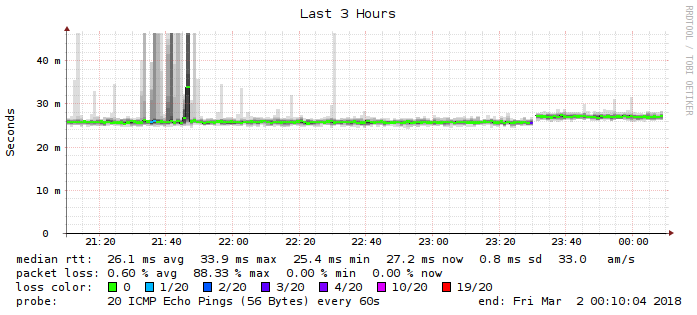 Last 3 Hours
RRDTOOL / TOBI OETIKER
Seconds
40 m
30 m
20 m
10 m
0
21:20 21:40 22:00 22:20 22:40 23:00 23:20 23:40 00:00
median rtt: 26.1 ms avg 33.9 ms max 25.4 ms min 27.2 ms now 0.8 ms sd 33.0 am/s
packet loss: 0.60 % avg 88.33 % max 0.00 % min 0.00 % now
loss color: 0 1/20 2/20 3/20 4/20 10/20 19/20
probe: 20 ICMP Echo Pings (56 Bytes) every 60s end: Fri Mar 2 00:10:04 2018